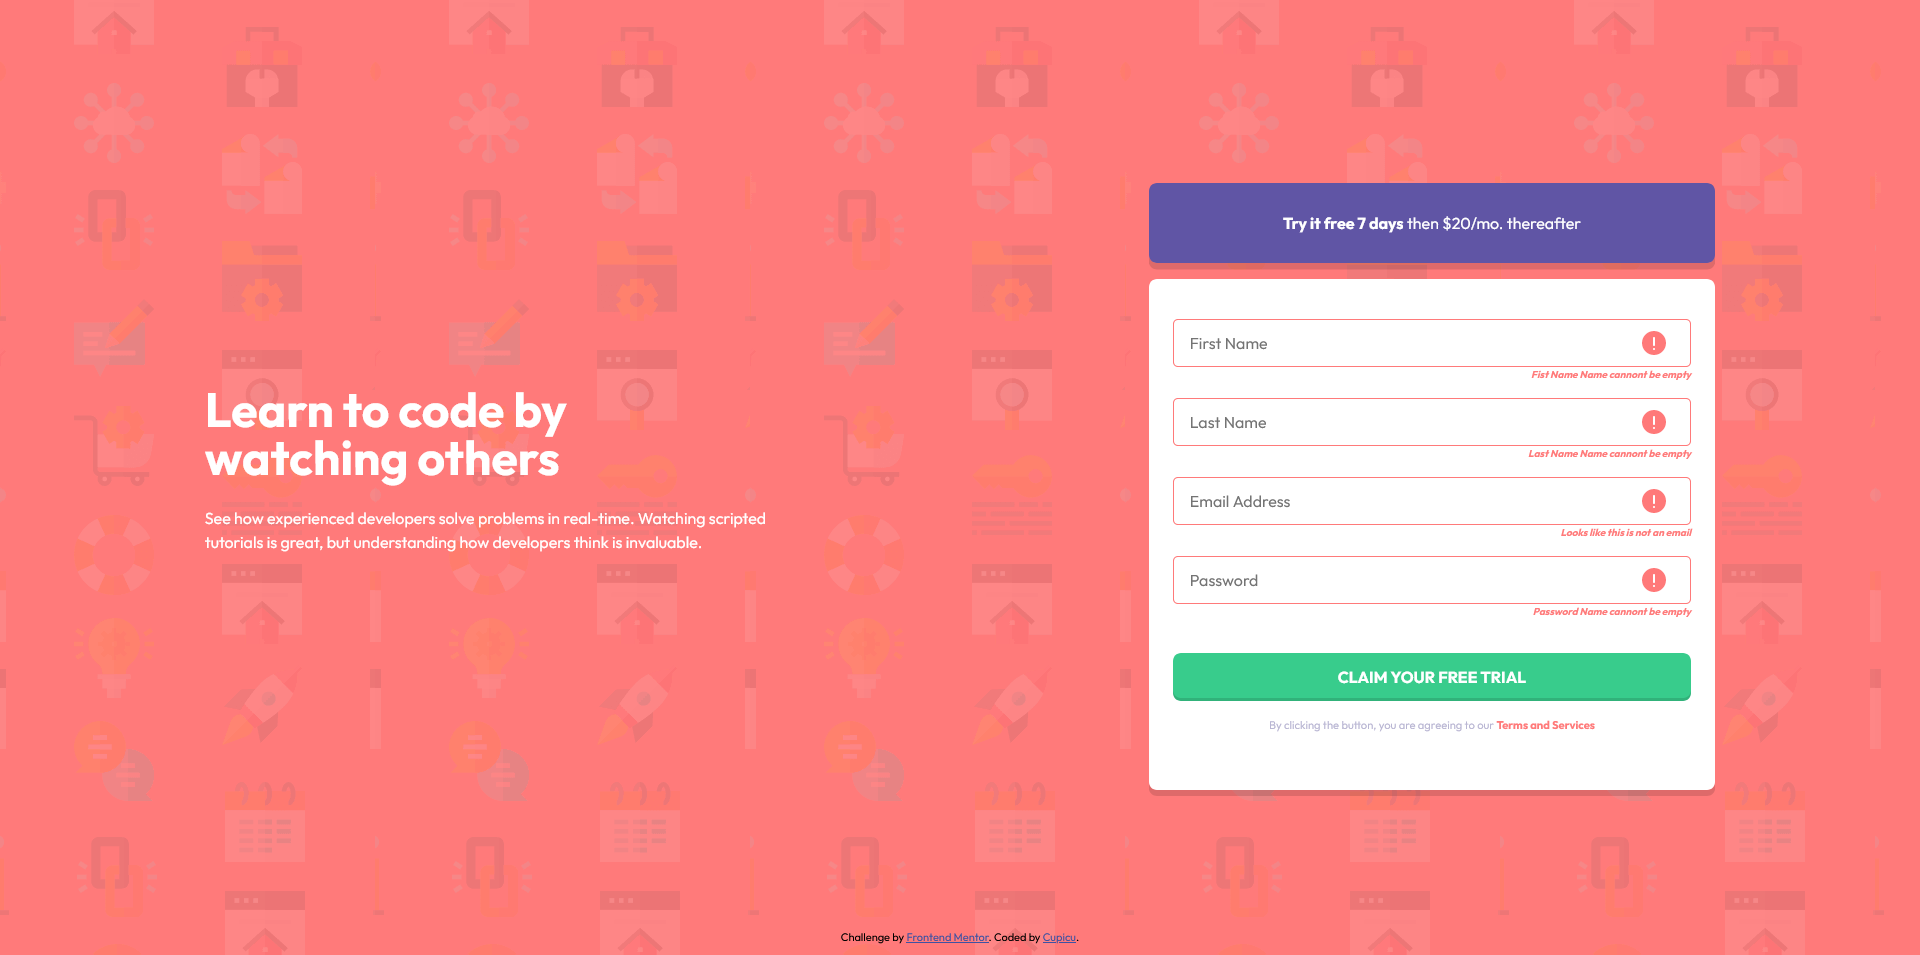 Learn to code by
watching others
See how experienced developers solve problems in real-time. Watching scripted
tutorials is great, but understanding how developers think is invaluable.
Try it free 7 days then $20/mo. thereafter
First Name
Fist Name Name cannont be empty
Last Name
Last Name Name cannont be empty
Email Address
Looks like this is not an email
Password
Password Name cannont be empty
CLAIM YOUR FREE TRIAL
By clicking the button, you are agreeing to our Terms and Services
Challenge by Frontend Mentor. Coded by Cupicu.